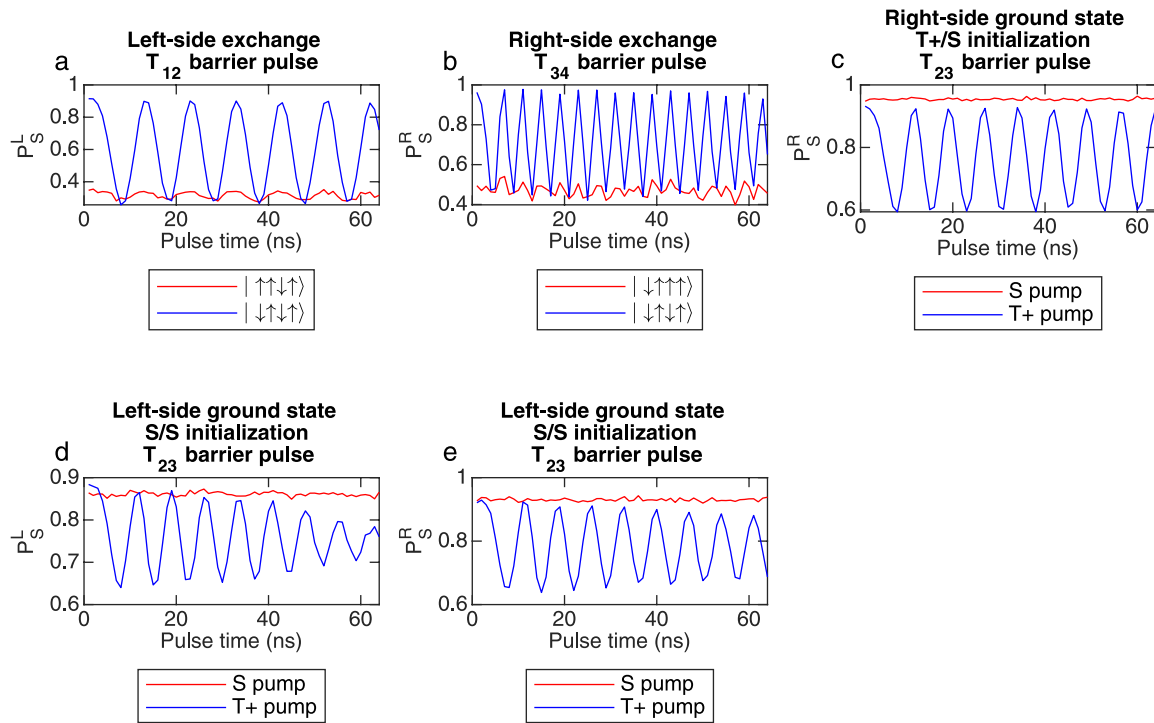 a
Left-side exchange
T12 barrier pulse
1
0.8
0.6
0.4
P_S^L
0
20
40
60
Pulse time (ns)
| ↑↑↓↑⟩
| ↓↑↓↑⟩
b
Right-side exchange
T34 barrier pulse
1
0.8
0.6
0.4
P_S^R
0
20
40
60
Pulse time (ns)
| ↓↑↑↑⟩
| ↓↑↓↑⟩
c
Right-side ground state
T+/S initialization
T23 barrier pulse
1
0.8
0.6
P_S^R
0
20
40
60
Pulse time (ns)
S pump
T+ pump
d
Left-side ground state
S/S initialization
T23 barrier pulse
0.9
0.8
0.7
0.6
P_S^L
0
20
40
60
Pulse time (ns)
S pump
T+ pump
e
Left-side ground state
S/S initialization
T23 barrier pulse
1
0.8
0.6
P_S^R
0
20
40
60
Pulse time (ns)
S pump
T+ pump